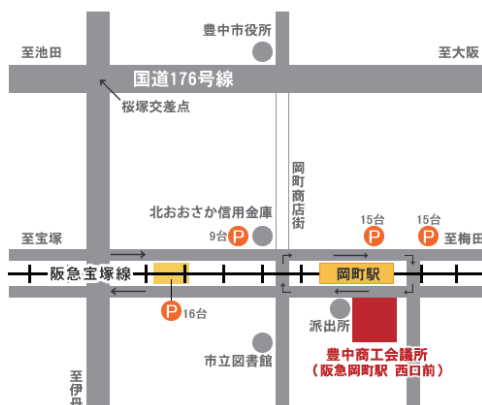 豊中市役所
至池田
至大阪
国道176号線
桜塚交差点
岡町商店街
北おおさか信用金庫
9台 P
15台
P
15台
P
至宝塚
至梅田
阪急宝塚線
岡町駅
P 16台
派出所
市立図書館
豊中商工会議所
（阪急岡町駅 西口前）
至伊丹